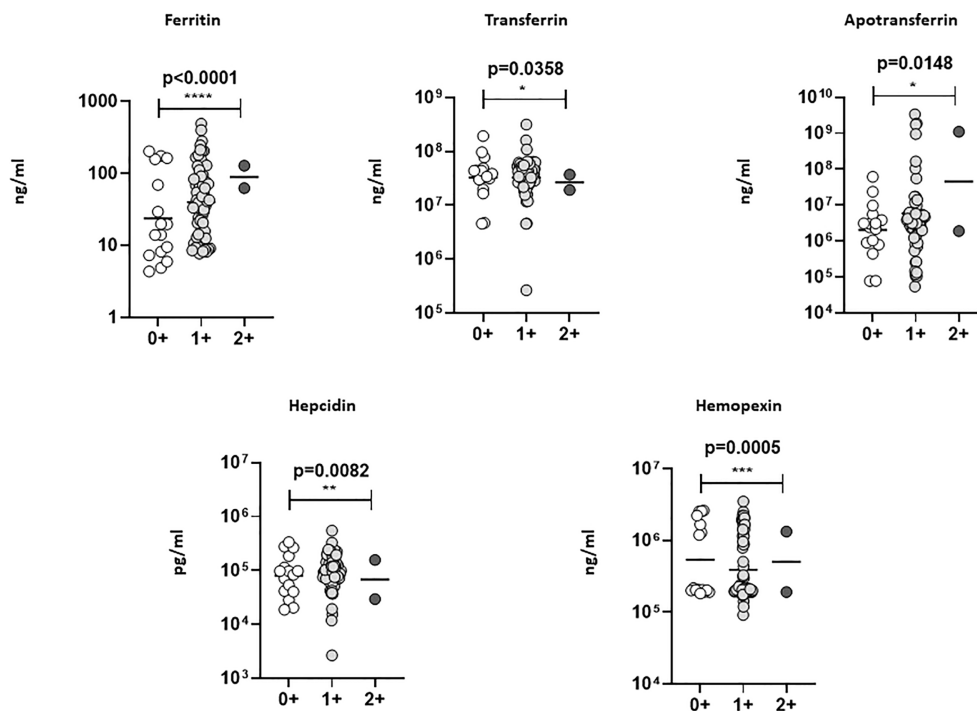 Ferritin
p<0.0001
****
ng/ml
1000
100
10
1
0+ 1+ 2+
Transferrin
p=0.0358
*
ng/ml
10⁹
10⁸
10⁷
10⁶
10⁵
0+ 1+ 2+
Apotransferrin
p=0.0148
*
ng/ml
10¹⁰
10⁹
10⁸
10⁷
10⁶
10⁵
10⁴
0+ 1+ 2+
Hepcidin
p=0.0082
**
pg/ml
10⁷
10⁶
10⁵
10⁴
10³
0+ 1+ 2+
Hemopexin
p=0.0005
***
ng/ml
10⁷
10⁶
10⁵
10⁴
0+ 1+ 2+